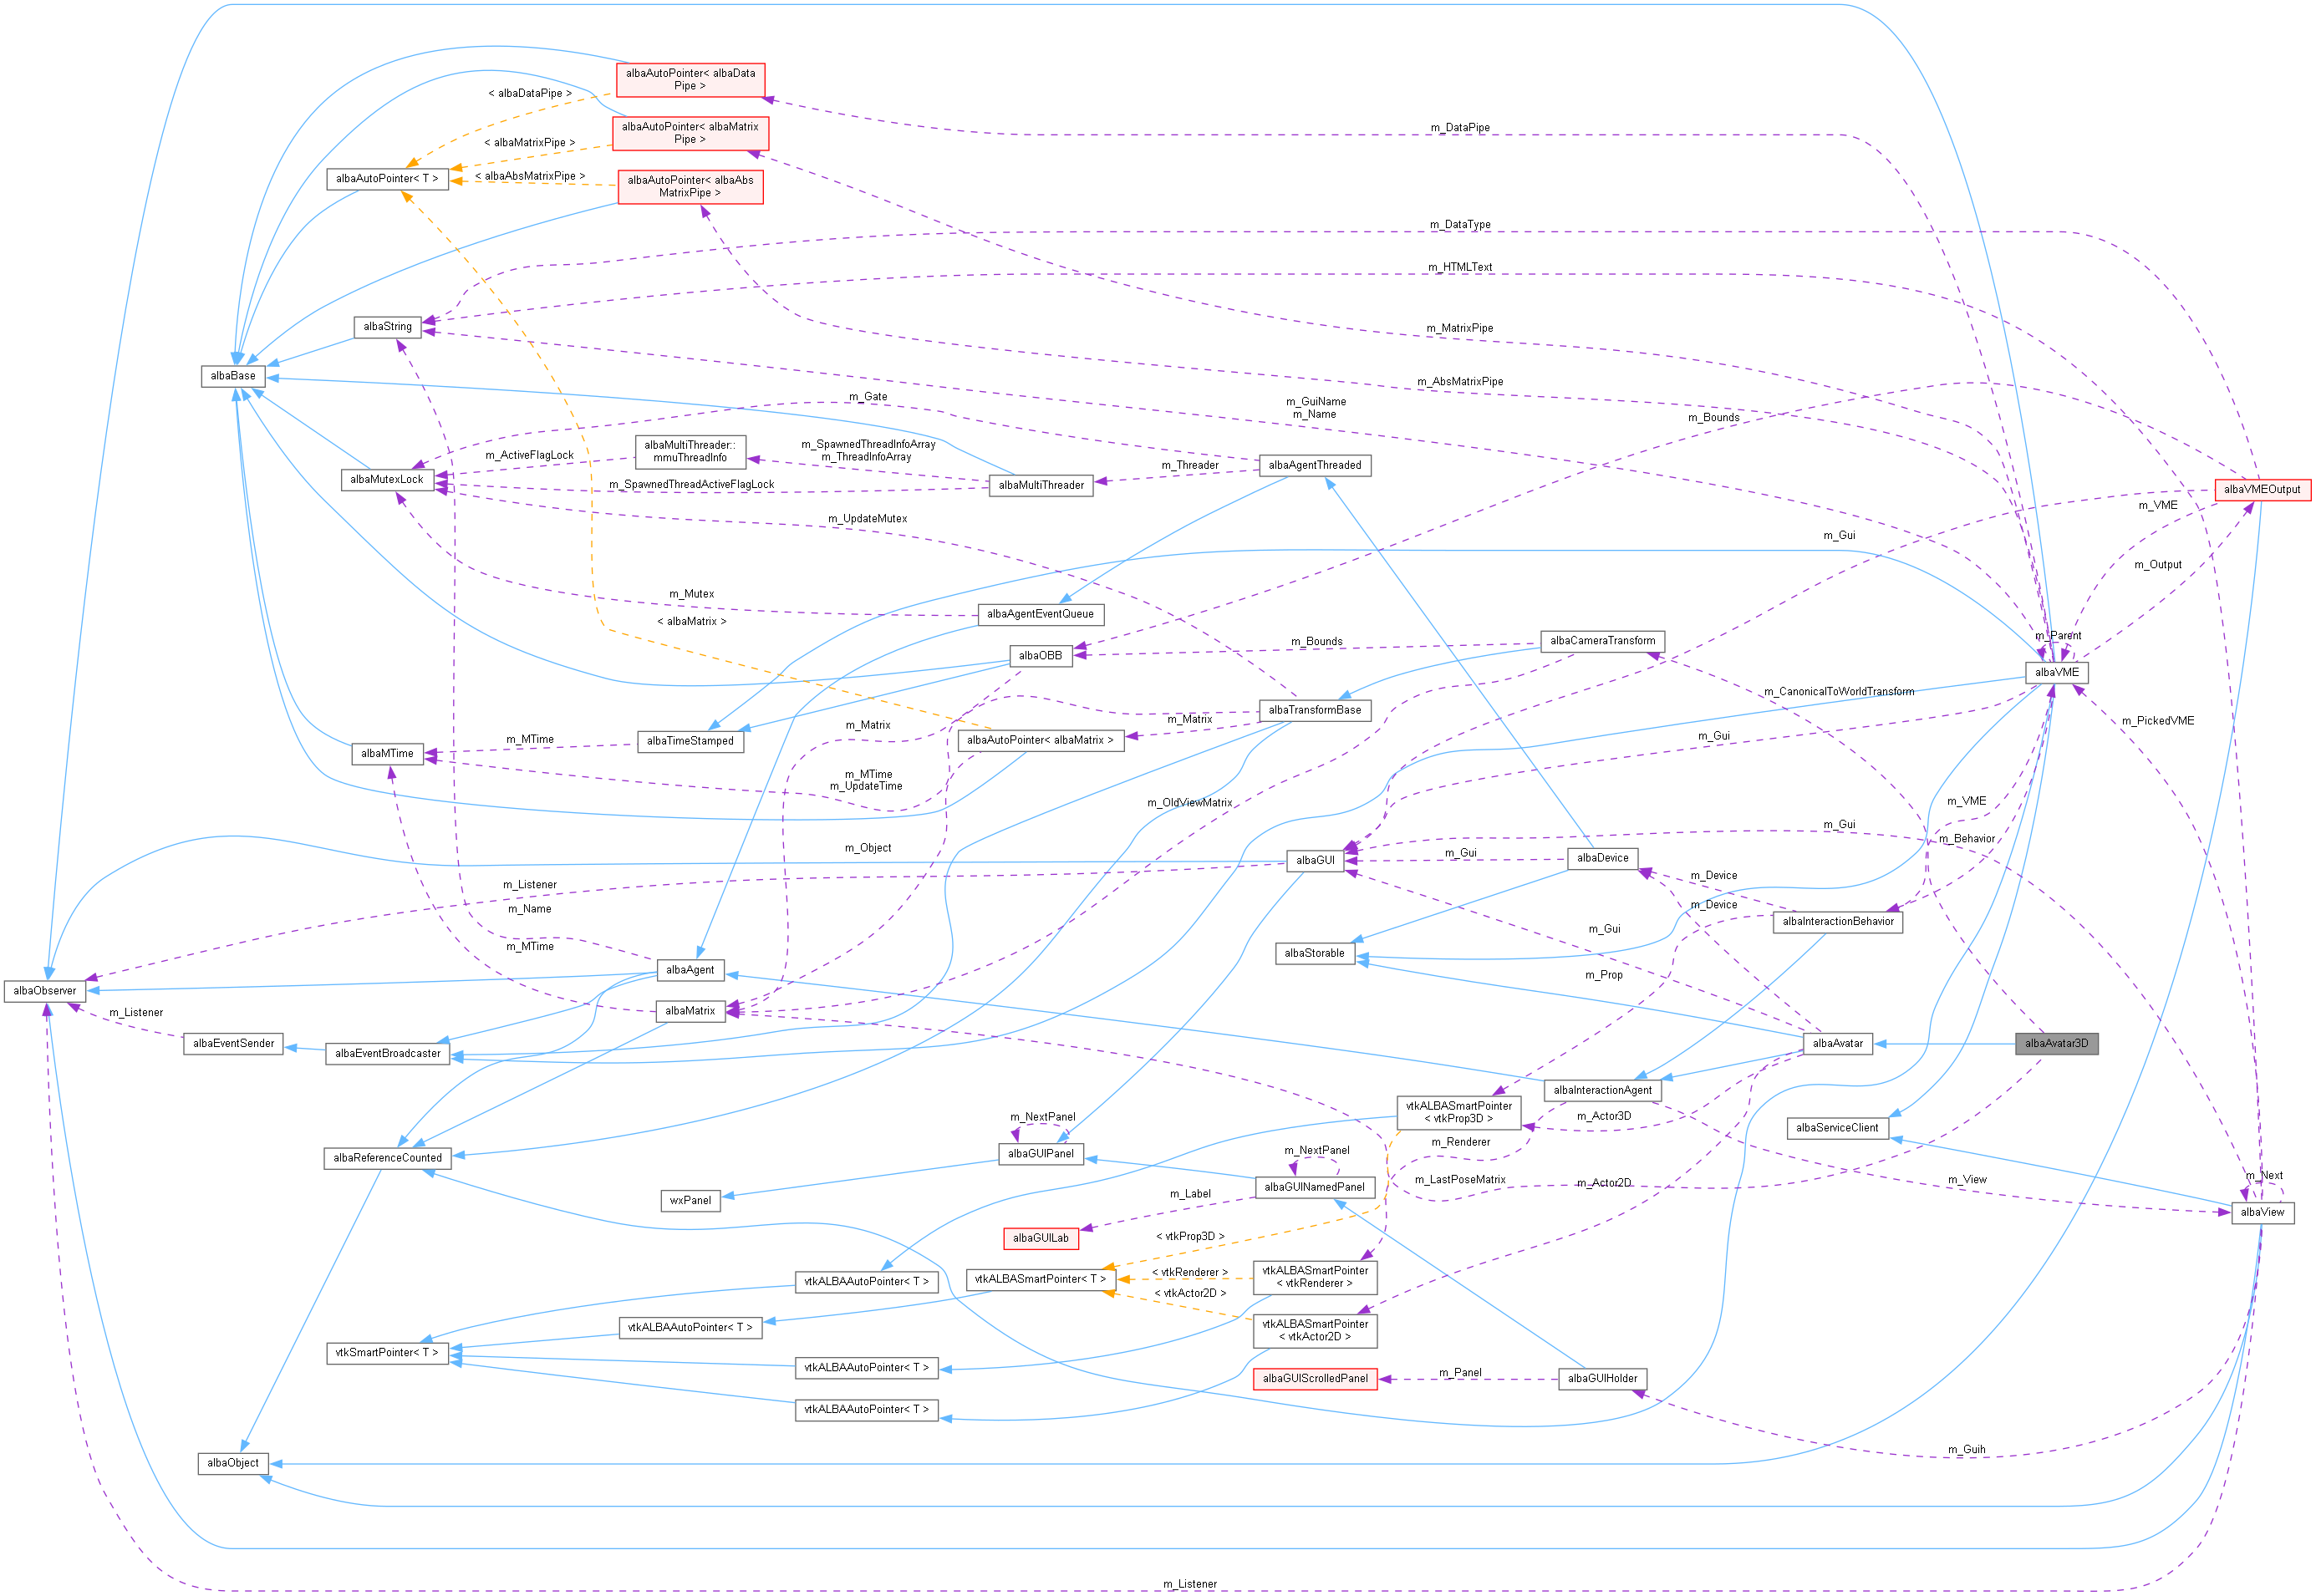 albaAutoPointer< albaData
Pipe >
< albaDataPipe >
albaAutoPointer< albaMatrix
Pipe >
m_DataPipe
< albaMatrixPipe >
albaAutoPointer< T >
< albaAbsMatrixPipe >
albaAutoPointer< albaAbs
MatrixPipe >
m_DataType
m_HTMLText
albaString
m_MatrixPipe
albaBase
m_AbsMatrixPipe
m_Gate
m_GuiName
m_Name
m_Bounds
albaMultiThreader::
mmuThreadInfo
m_SpawnedThreadInfoArray
m_ThreadInfoArray
m_ActiveFlagLock
m_Threader
albaAgentThreaded
albaMutexLock
m_SpawnedThreadActiveFlagLock
albaMultiThreader
albaVMEOutput
m_VME
m_UpdateMutex
m_Gui
m_Output
m_Mutex
albaAgentEventQueue
< albaMatrix >
albaOBB
m_Bounds
albaCameraTransform
m_Parent
albaVME
m_CanonicalToWorldTransform
albaTransformBase
m_Matrix
m_Matrix
m_PickedVME
albaMTime
m_MTime
albaTimeStamped
albaAutoPointer< albaMatrix >
m_Gui
m_MTime
m_UpdateTime
m_OldViewMatrix
m_VME
m_Gui
m_Behavior
m_Object
albaGUI
m_Gui
albaDevice
m_Listener
m_Device
m_Name
m_Device
albaInteractionBehavior
m_Gui
m_MTime
albaStorable
albaAgent
m_Prop
albaObserver
albaMatrix
m_Listener
albaEventSender
albaEventBroadcaster
albaAvatar
albaAvatar3D
albaInteractionAgent
vtkALBASmartPointer
< vtkProp3D >
m_Actor3D
m_NextPanel
albaServiceClient
m_Renderer
albaReferenceCounted
albaGUIPanel
m_NextPanel
m_LastPoseMatrix
m_Actor2D
m_View
m_Next
albaGUINamedPanel
wxPanel
m_Label
albaView
albaGUILab
< vtkProp3D >
vtkALBAAutoPointer< T >
vtkALBASmartPointer< T >
< vtkRenderer >
vtkALBASmartPointer
< vtkRenderer >
< vtkActor2D >
vtkALBAAutoPointer< T >
vtkALBASmartPointer
< vtkActor2D >
vtkSmartPointer< T >
vtkALBAAutoPointer< T >
albaGUIScrolledPanel
m_Panel
albaGUIHolder
vtkALBAAutoPointer< T >
m_Guih
albaObject
m_Listener